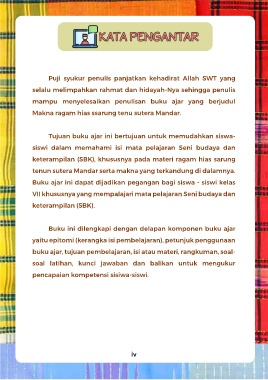 KATA PENGANTAR
Puji syukur penulis panjatkan kehadirat Allah SWT yang
selalu melimpahkan rahmat dan hidayah-Nya sehingga penulis
mampu menyelesaikan penulisan buku ajar yang berjudul
Makna ragam hias ssarung tenu sutera Mandar.
Tujuan buku ajar ini bertujuan untuk memudahkan siswa-
siswi dalam memahami isi mata pelajaran Seni budaya dan
keterampilan (SBK), khususnya pada materi ragam hias sarung
tenun sutera Mandar serta makna yang terkandung di dalamnya.
Buku ajar ini dapat dijadikan pegangan bagi siswa - siswi kelas
VII khususnya yang mempalajari mata pelajaran Seni budaya dan
keterampilan (SBK).
Buku ini dilengkapi dengan delapan komponen buku ajar
yaitu epitomi (kerangka isi pembelajaran), petunjuk penggunaan
buku ajar, tujuan pembelajaran, isi atau materi, rangkuman, soal-
soal latihan, kunci jawaban dan balikan untuk mengukur
pencapaian kompetensi sisiwa-siswi.
iv